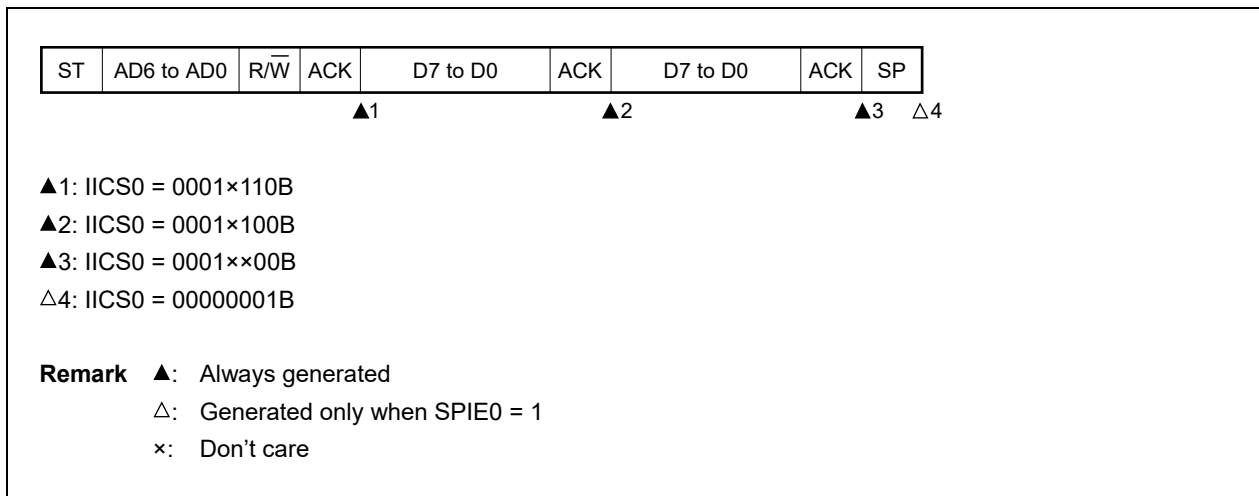 ST AD6 to AD0 R/W̅ ACK D7 to D0 ACK D7 to D0 ACK SP
▲1 ▲2 ▲3 △4
▲1: IICS0 = 0001×110B
▲2: IICS0 = 0001×100B
▲3: IICS0 = 0001××00B
△4: IICS0 = 00000001B
Remark ▲: Always generated
△: Generated only when SPIE0 = 1
×: Don't care